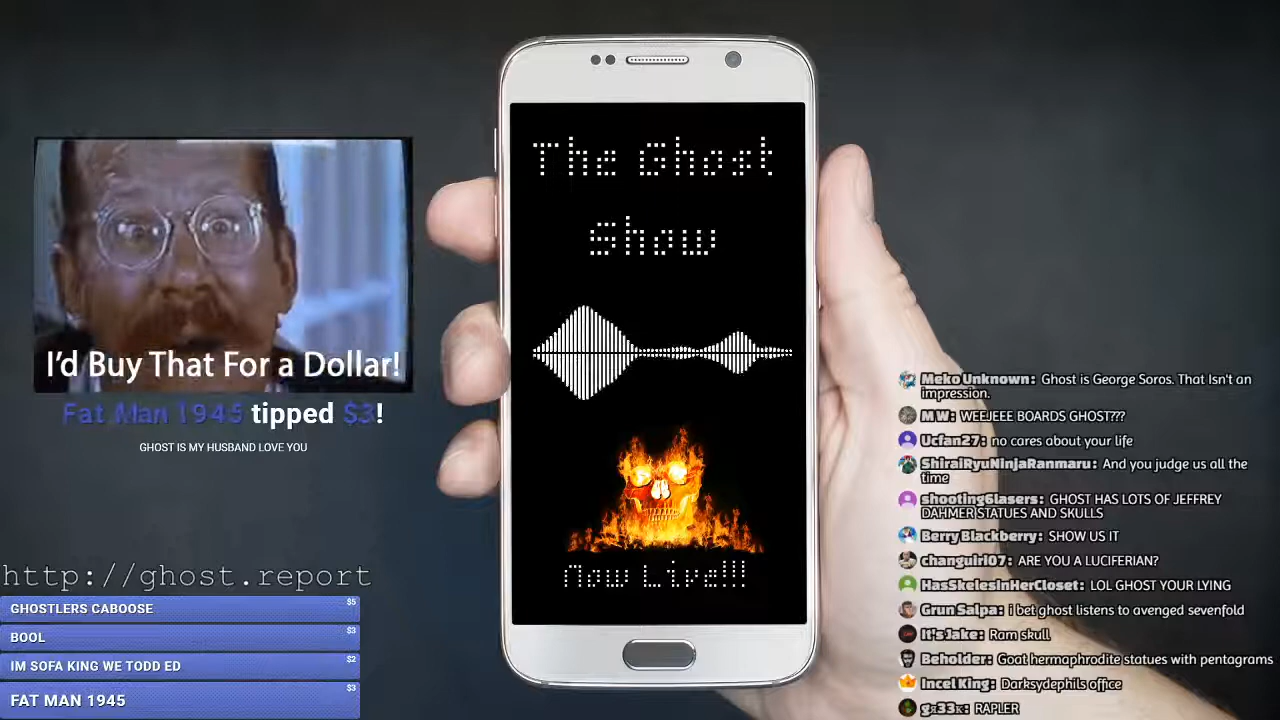 The Ghost
Show
Now Live!!!
I'd Buy That For a Dollar!
Fat Man 1945 tipped $3!
GHOST IS MY HUSBAND LOVE YOU
http://ghost.report
GHOSTLERS CABOOSE $5
BOOL $3
IM SOFA KING WE TODD ED $2
FAT MAN 1945 $3
Meko Unknown: Ghost is George Soros. That Isn't an
impression.
M W: WEEJEEE BOARDS GHOST???
Ucfan27: no cares about your life
ShiraiRyuNinjaRanmaru: And you judge us all the
time
shooting6lasers: GHOST HAS LOTS OF JEFFREY
DAHMER STATUES AND SKULLS
Berry Blackberry: SHOW US IT
changuiri07: ARE YOU A LUCIFERIAN?
HasSkelesInHerCloset: LOL GHOST YOUR LYING
Grun Salpa: i bet ghost listens to avenged sevenfold
It's Jake: Ram skull
Beholder: Goat hermaphrodite statues with pentagrams
Incel King: Darksydephils office
gя33к: RAPLER